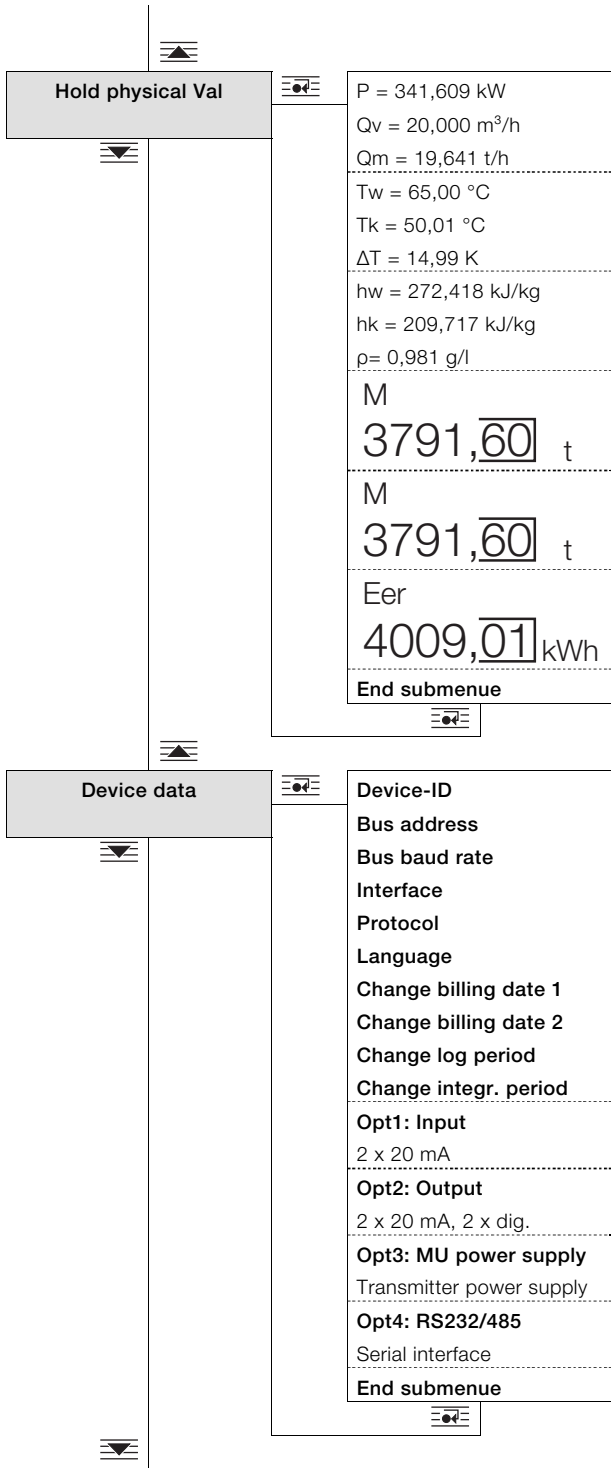 Hold physical Val
P = 341,609 kW
Qv = 20,000 m³/h
Qm = 19,641 t/h
Tw = 65,00 °C
Tk = 50,01 °C
ΔT = 14,99 K
hw = 272,418 kJ/kg
hk = 209,717 kJ/kg
ρ= 0,981 g/l
M
3791,60 t
M
3791,60 t
Eer
4009,01 kWh
End submenue
Device data
Device-ID
Bus address
Bus baud rate
Interface
Protocol
Language
Change billing date 1
Change billing date 2
Change log period
Change integr. period
Opt1: Input
2 x 20 mA
Opt2: Output
2 x 20 mA, 2 x dig.
Opt3: MU power supply
Transmitter power supply
Opt4: RS232/485
Serial interface
End submenue